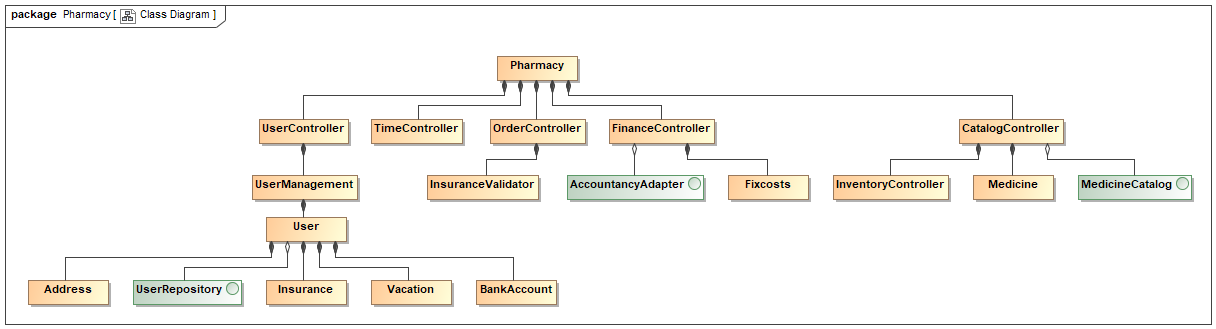 package Pharmacy [ Class Diagram ]
Pharmacy
UserController TimeController OrderController FinanceController CatalogController
UserManagement InsuranceValidator AccountancyAdapter Fixcosts InventoryController Medicine MedicineCatalog
User
Address UserRepository Insurance Vacation BankAccount